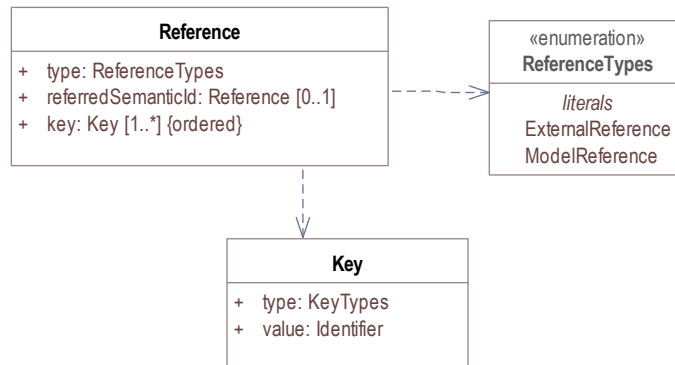 Reference
+ type: ReferenceTypes
+ referredSemanticId: Reference [0..1]
+ key: Key [1..*] {ordered}
«enumeration»
ReferenceTypes
literals
ExternalReference
ModelReference
Key
+ type: KeyTypes
+ value: Identifier